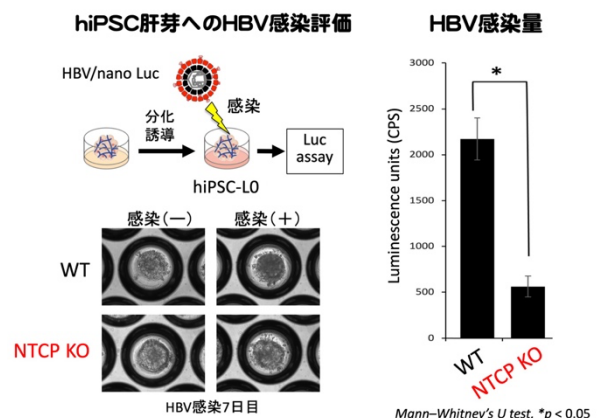 hiPSC肝芽へのHBV感染評価
HBV/nano Luc
感染
分化
誘導
Luc
assay
hiPSC-LO
感染(ー)
感染(+)
WT
NTCP KO
HBV感染7日目
HBV感染量
Luminescence units (CPS)
3000
2500
2000
1500
1000
500
0
*
WT
NTCP KO
Mann–Whitney's U test, *p < 0.05